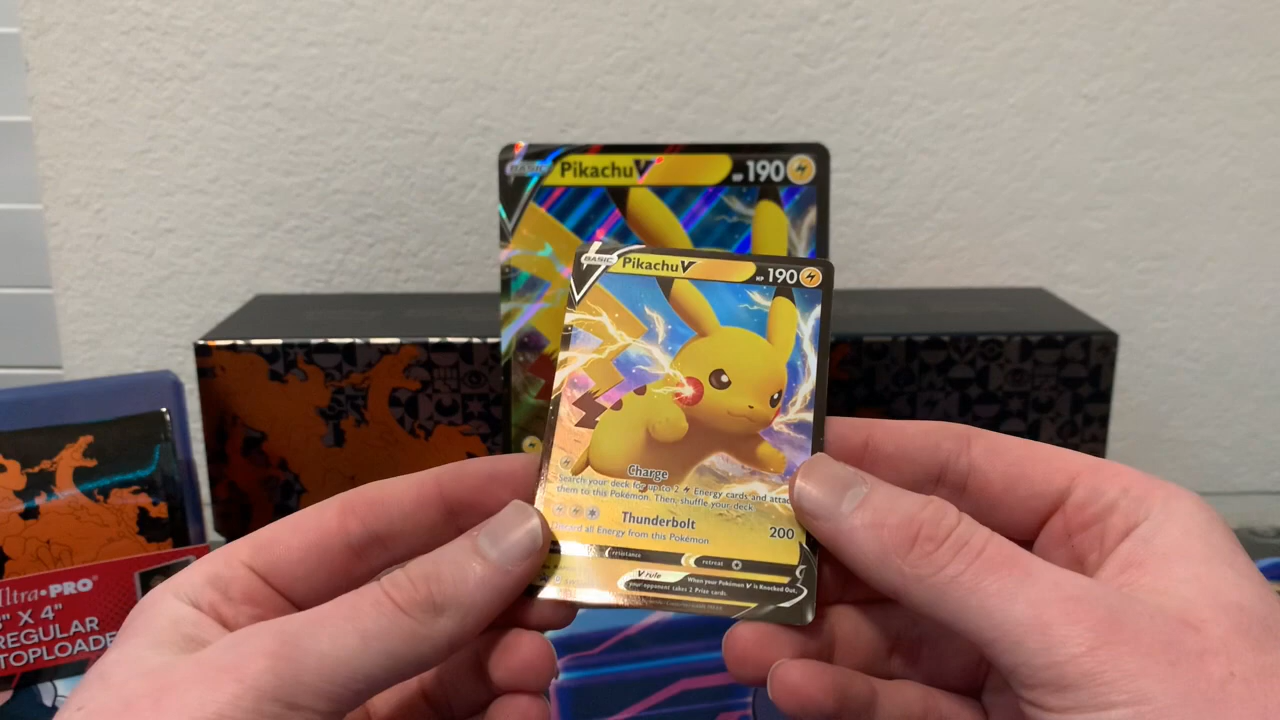 BASIC Pikachu V HP 190
BASIC Pikachu V HP 190
Charge
Search your deck for up to 2 Energy cards and attach
them to this Pokémon. Then, shuffle your deck.
Thunderbolt 200
all Energy from this Pokémon.
resistance
retreat
V rule When your Pokémon V is Knocked Out,
your opponent takes 2 Prize cards.
Ultra•PRO®
X 4"
REGULAR
TOPLOADE